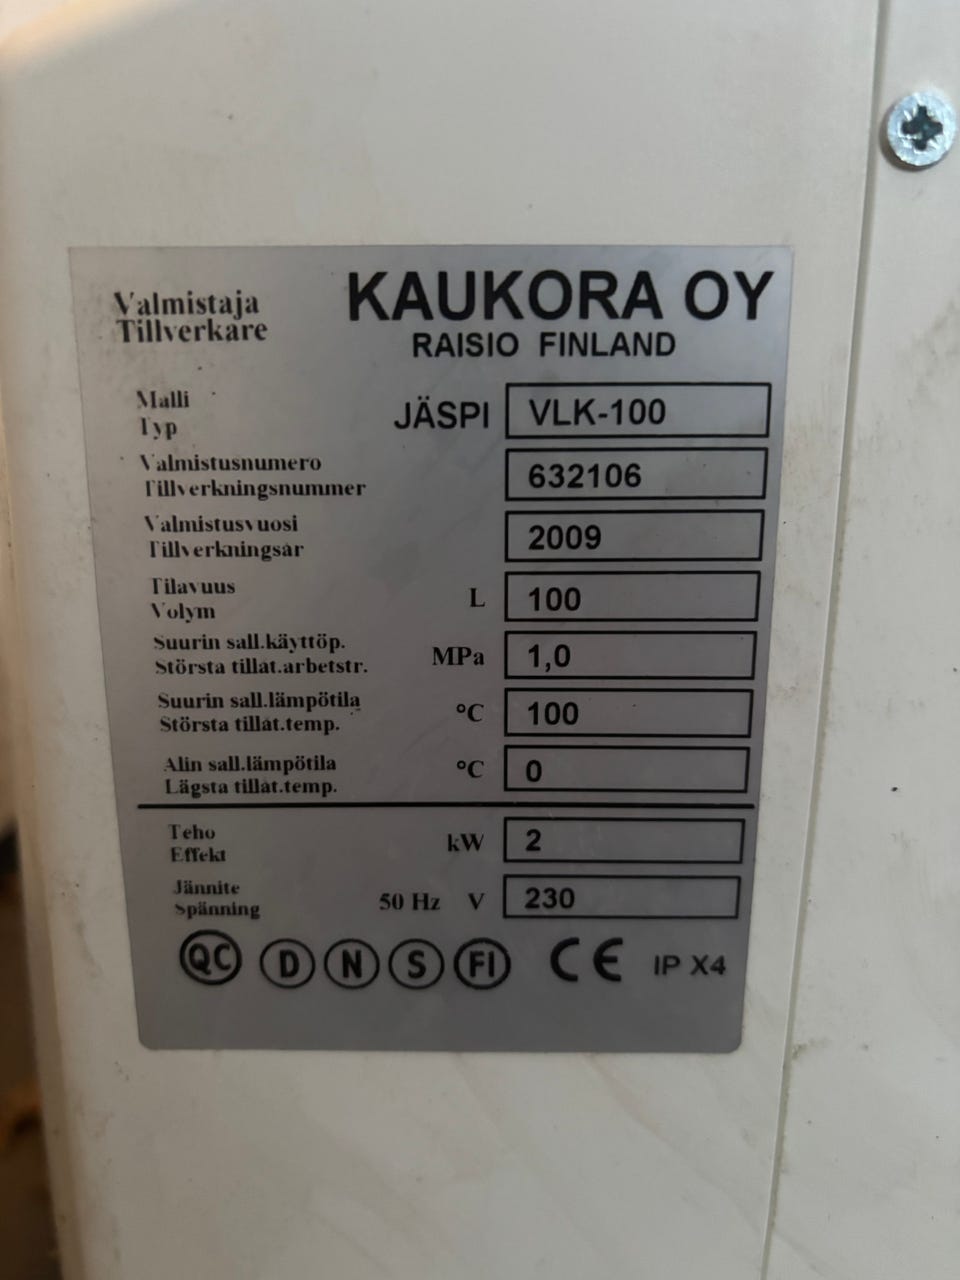 Valmistaja
Tillverkare
KAUKORA OY
RAISIO FINLAND
Malli
Typ
JÄSPI VLK-100
Valmistusnumero
Tillverkningsnummer
632106
Valmistusvuosi
Tillverkningsår
2009
Tilavuus
Volym
L 100
Suurin sall.käyttöp.
Största tillåt.arbetstr.
MPa 1,0
Suurin sall.lämpötila
Största tillåt.temp.
°C 100
Alin sall.lämpötila
Lägsta tillåt.temp.
°C 0
Teho
Effekt
kW 2
Jännite
Spänning
50 Hz V 230
QC D N S FI CE IP X4